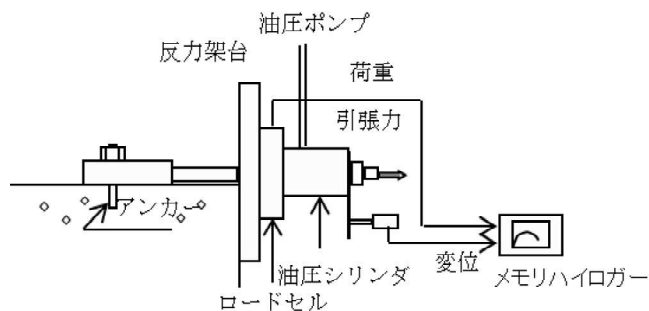 油圧ポンプ
反力架台
荷重
引張力
アンカー
油圧シリンダ
変位
メモリハイロガー
ロードセル